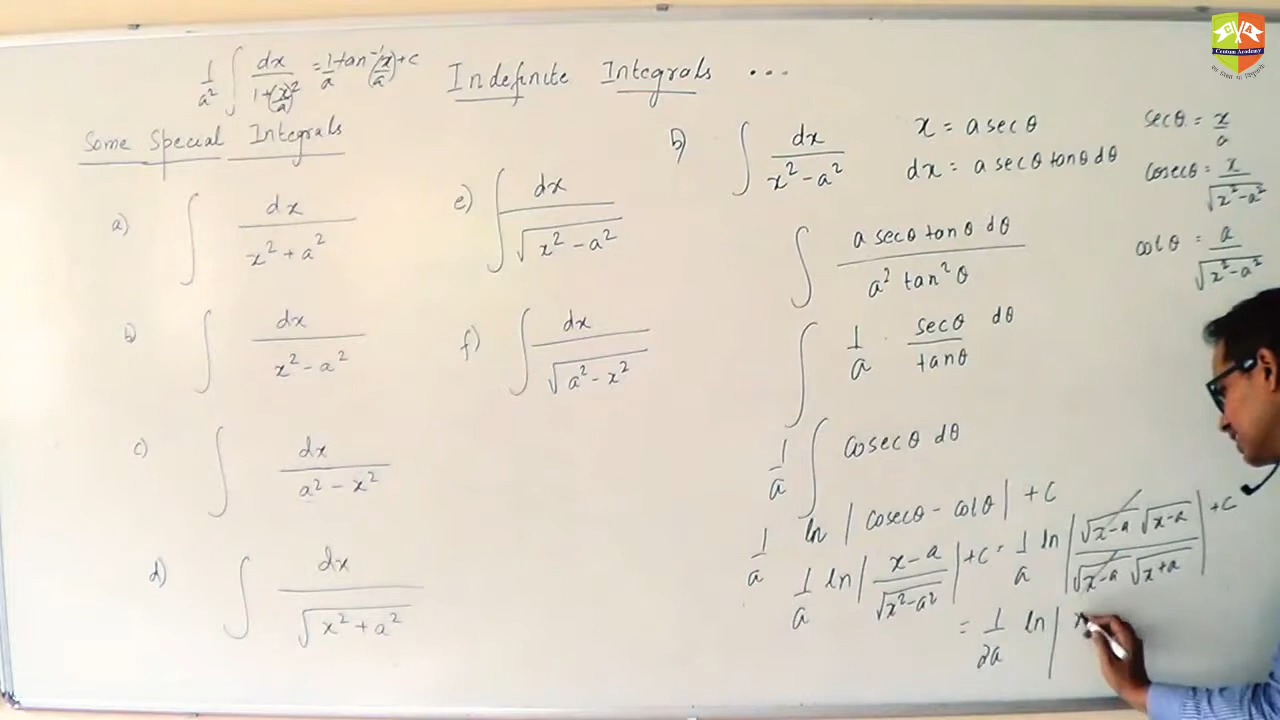 1/a² ∫ dx/(1+(x/a)²) = 1/a tan⁻¹(x/a) + c
Indefinite Integrals ...
Some Special Integrals
a) ∫ dx/(x² + a²)
b) ∫ dx/(x² - a²)
c) ∫ dx/(a² - x²)
d) ∫ dx/√(x² + a²)
e) ∫ dx/√(x² - a²)
f) ∫ dx/√(a² - x²)
b) ∫ dx/(x² - a²)
x = a secθ
dx = a secθ tanθ dθ
∫ a secθ tanθ dθ/(a² tan²θ)
∫ 1/a · secθ/tanθ dθ
1/a ∫ cosecθ dθ
1/a ln |cosecθ - cotθ| + c
1/a ln |(x-a)/√(x²-a²)| + c = 1/a ln |√(x-a) √(x-a)/(√(x-a) √(x+a))| + c
= 1/2a ln | x
secθ = x/a
cosecθ = x/√(x²-a²)
cotθ = a/√(x²-a²)
Centum Academy